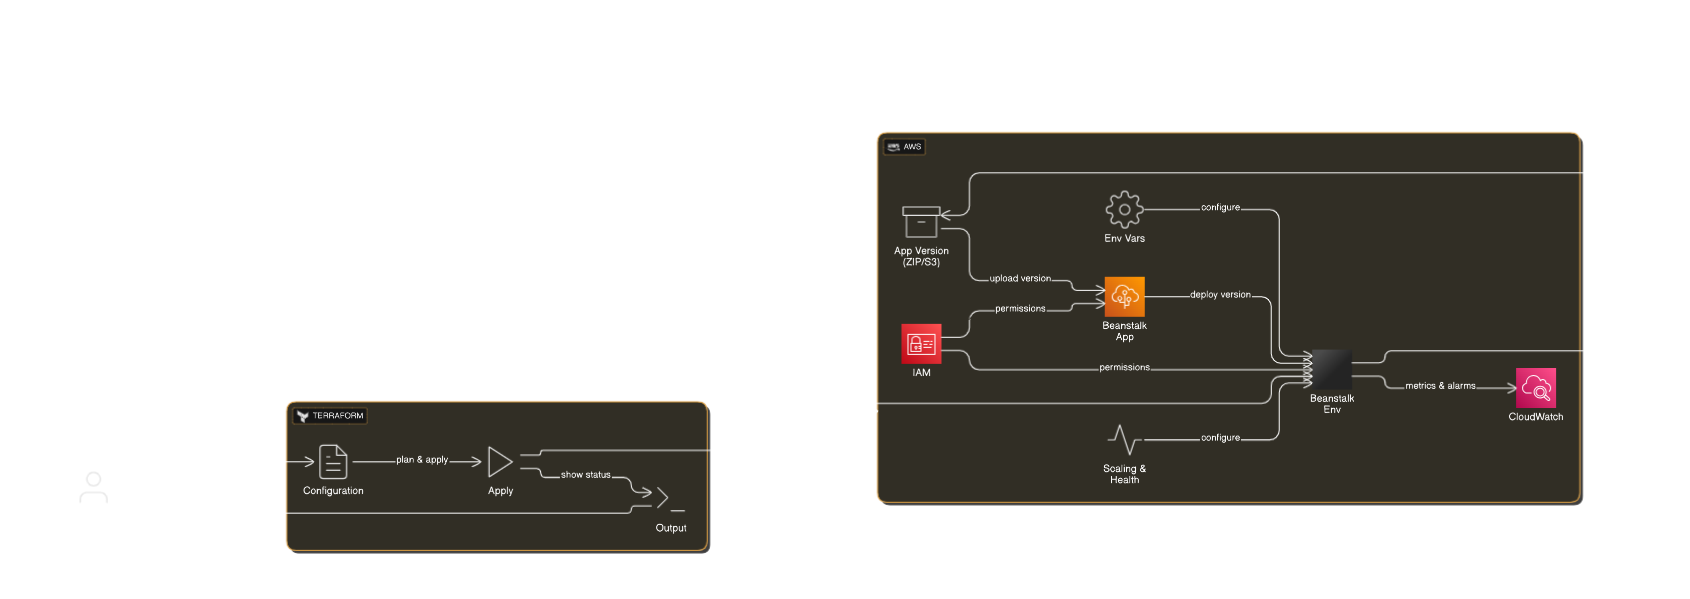 AWS
configure
Env Vars
App Version
(ZIP/S3)
upload version
deploy version
permissions
Beanstalk
App
IAM
permissions
metrics & alarms
Beanstalk
Env
CloudWatch
configure
Scaling &
Health
TERRAFORM
plan & apply
show status
Configuration
Apply
Output